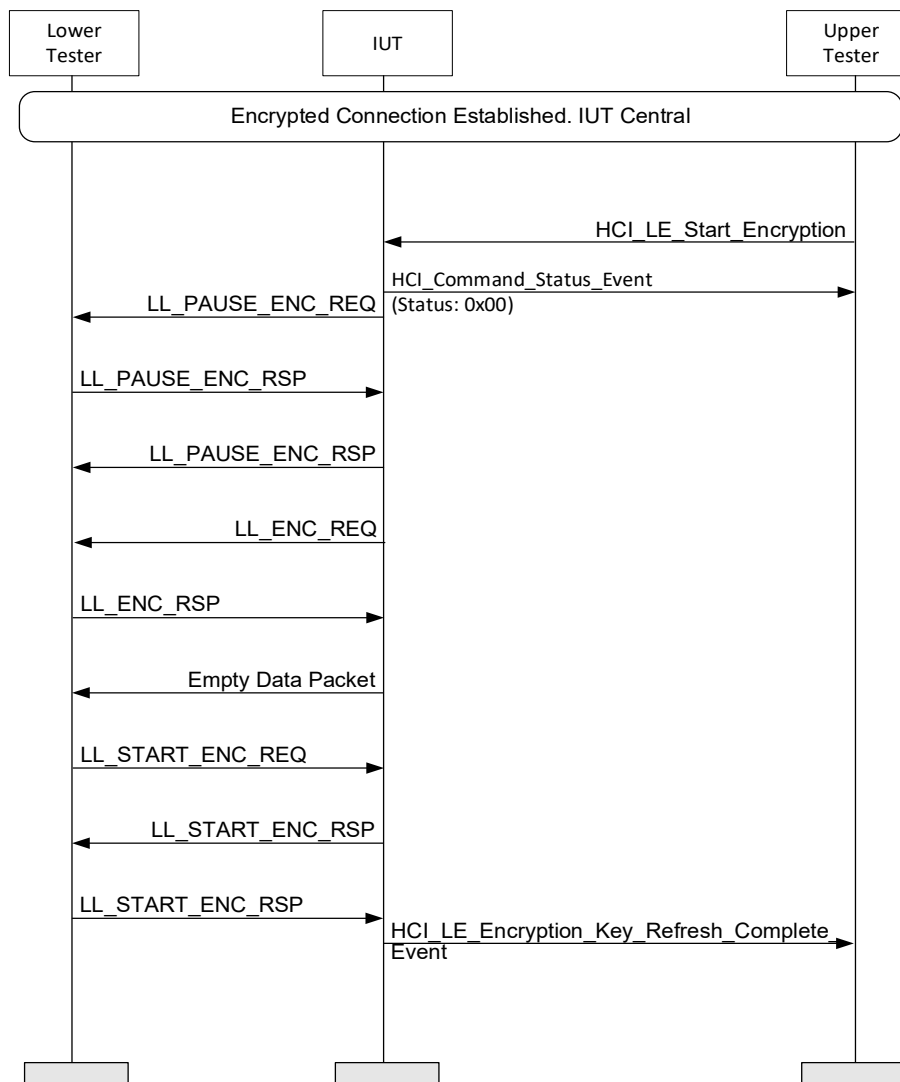 Lower
Tester
IUT
Upper
Tester
Encrypted Connection Established. IUT Central
HCI_LE_Start_Encryption
HCI_Command_Status_Event
(Status: 0x00)
LL_PAUSE_ENC_REQ
LL_PAUSE_ENC_RSP
LL_PAUSE_ENC_RSP
LL_ENC_REQ
LL_ENC_RSP
Empty Data Packet
LL_START_ENC_REQ
LL_START_ENC_RSP
LL_START_ENC_RSP
HCI_LE_Encryption_Key_Refresh_Complete_
Event